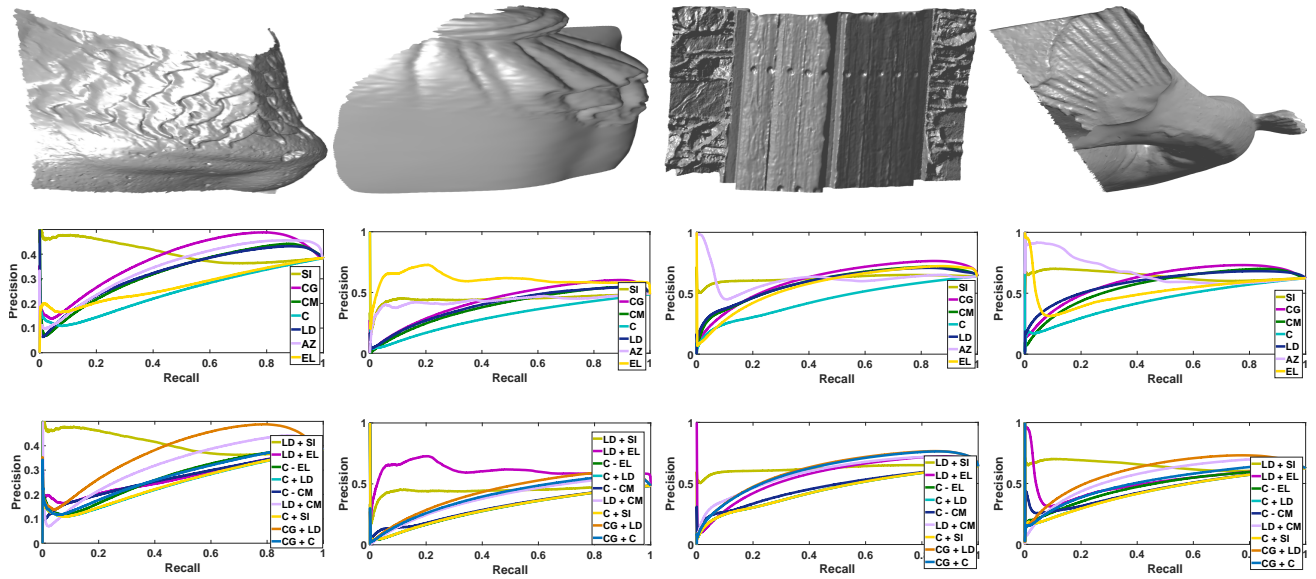 Precision
0.4
0.3
0.2
0.1
0
SI
CG
CM
C
LD
AZ
EL
0 0.2 0.4 0.6 0.8 1
Recall
Precision
1
0.5
0
SI
CG
CM
C
LD
AZ
EL
0 0.2 0.4 0.6 0.8 1
Recall
Precision
1
0.5
0
SI
CG
CM
C
LD
AZ
EL
0 0.2 0.4 0.6 0.8 1
Recall
Precision
1
0.5
0
SI
CG
CM
C
LD
AZ
EL
0 0.2 0.4 0.6 0.8 1
Recall
Precision
0.4
0.3
0.2
0.1
0
LD + SI
LD + EL
C - EL
C + LD
C - CM
LD + CM
C + SI
CG + LD
CG + C
0 0.2 0.4 0.6 0.8 1
Recall
Precision
1
0.5
0
LD + SI
LD + EL
C - EL
C + LD
C - CM
LD + CM
C + SI
CG + LD
CG + C
0 0.2 0.4 0.6 0.8 1
Recall
Precision
1
0.5
0
LD + SI
LD + EL
C - EL
C + LD
C - CM
LD + CM
C + SI
CG + LD
CG + C
0 0.2 0.4 0.6 0.8
Recall
Precision
1
0.5
0
LD + SI
LD + EL
C - EL
C + LD
C - CM
LD + CM
C + SI
CG + LD
CG + C
0 0.2 0.4 0.6 0.8
Recall